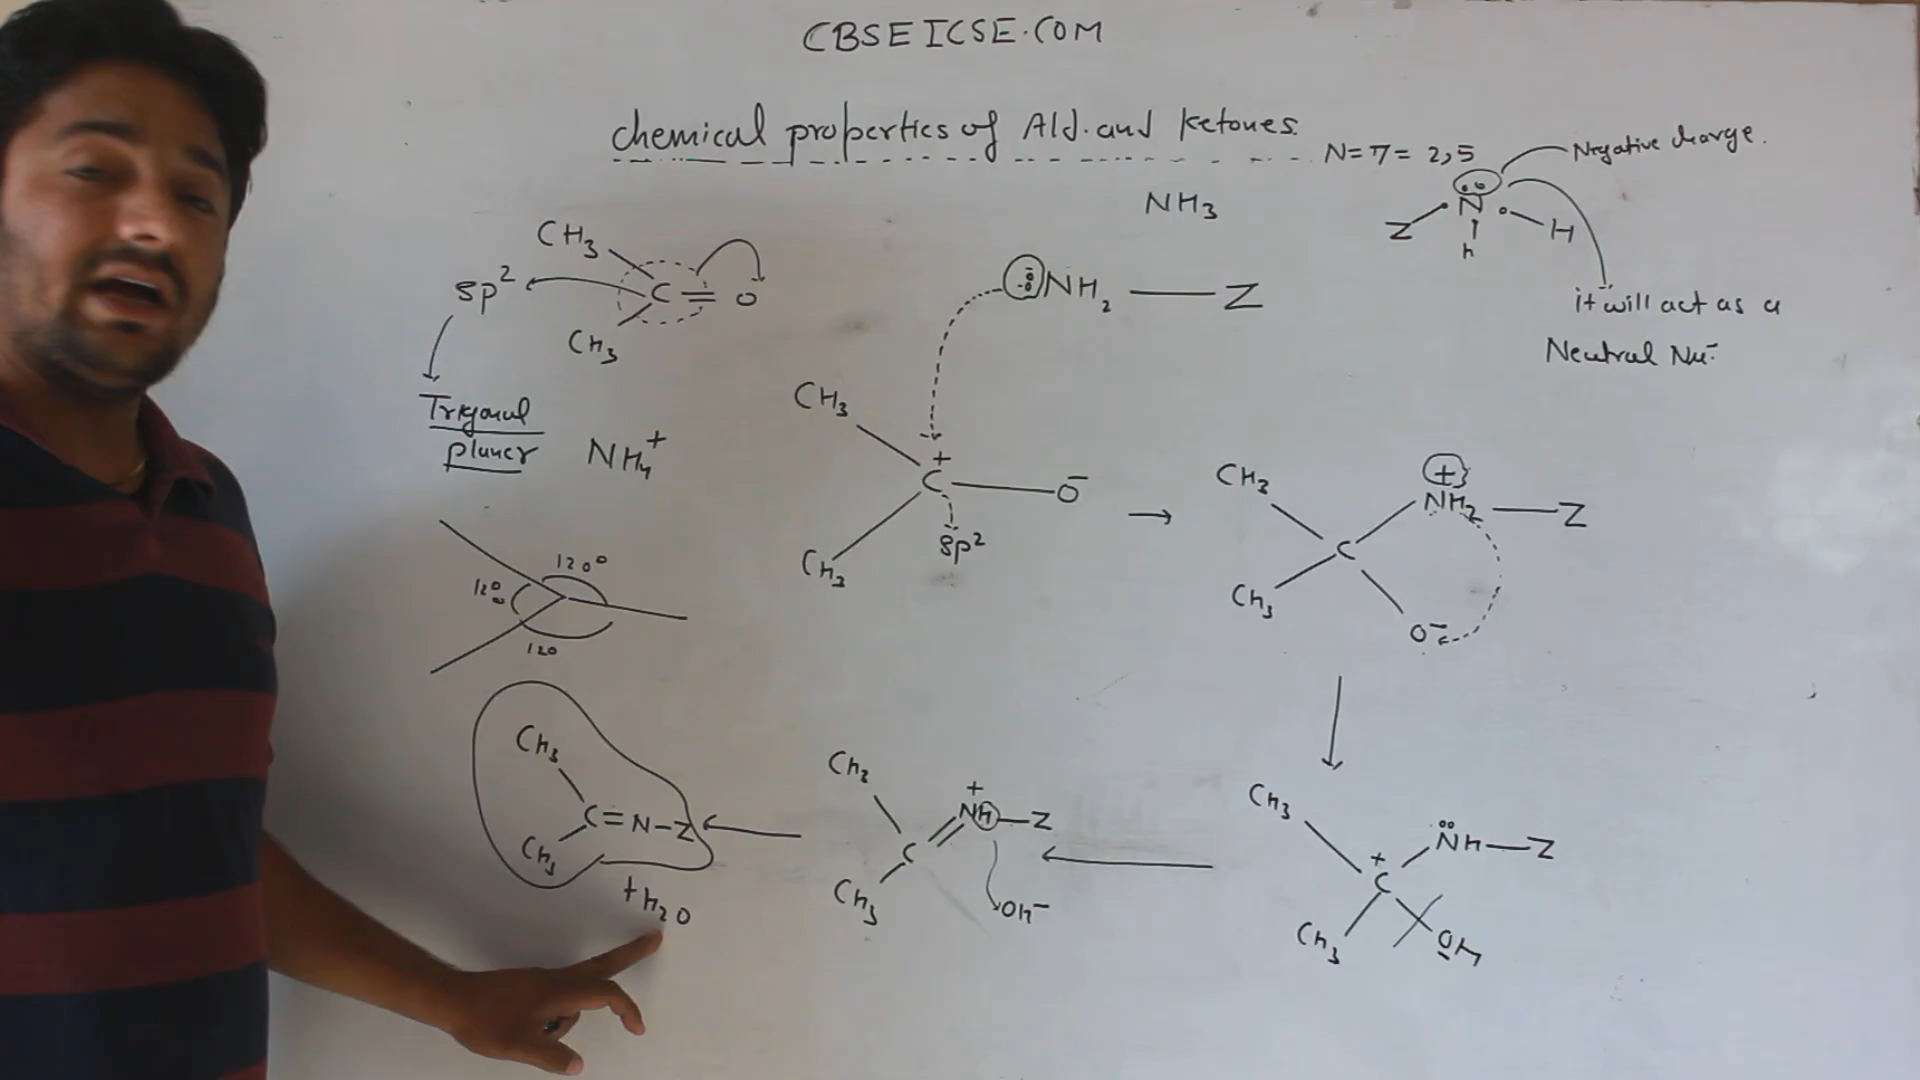 CBSEICSE.COM
chemical properties of Ald. and ketones.
N=7= 2,5
Negative charge.
NH3
Z N H
H
it will act as a
Neutral Nu-
CH3
sp2 C = O
CH3
NH2 — Z
Trigonal
planer
NH4+
CH3
+
C — O-
CH3
sp2
→
CH3
+
NH2 — Z
C
CH3
O-
120°
120
120
CH3
C=N-Z
CH3
+H2O
CH3
+
NH — Z
C
CH3
OH-
CH3
NH — Z
+
C
CH3
OH